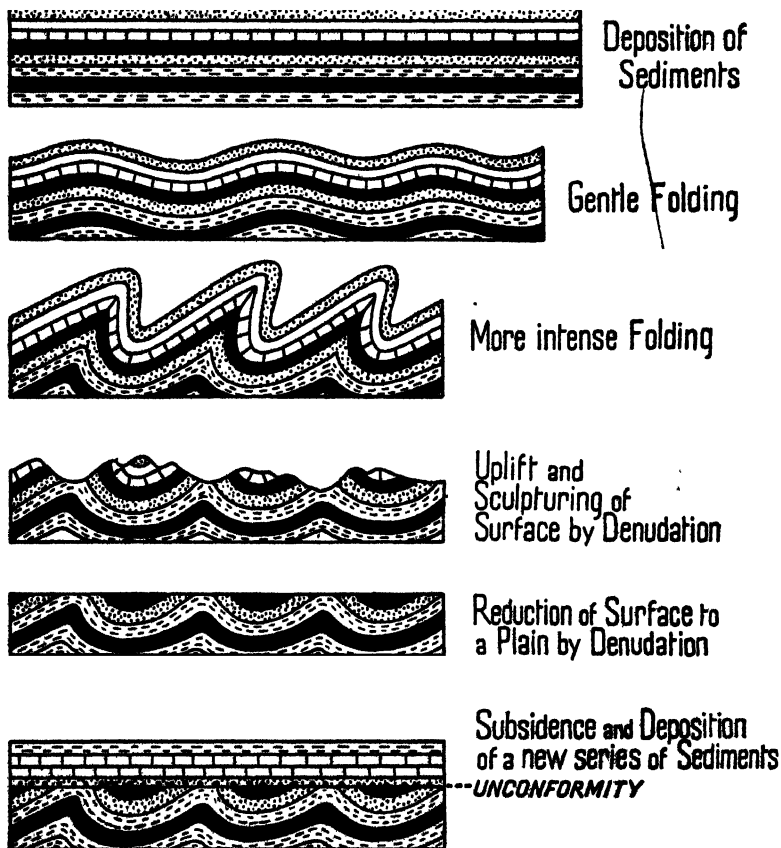 Deposition of
Sediments
Gentle Folding
More intense Folding
Uplift and
Sculpturing of
Surface by Denudation
Reduction of Surface to
a Plain by Denudation
Subsidence and Deposition
of a new series of Sediments
UNCONFORMITY